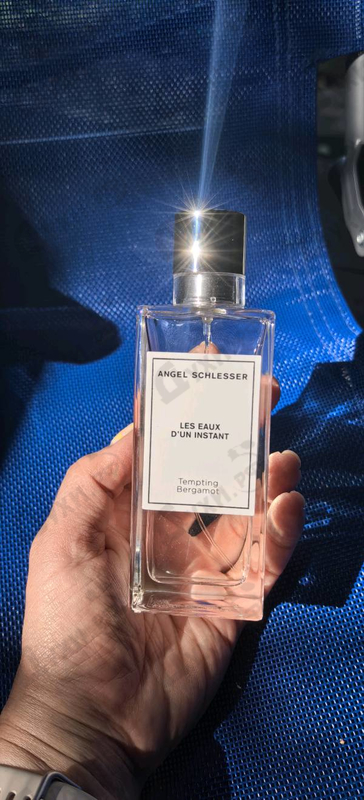 ANGEL SCHLESSER
LES EAUX
D'UN INSTANT
Tempting
Bergamot